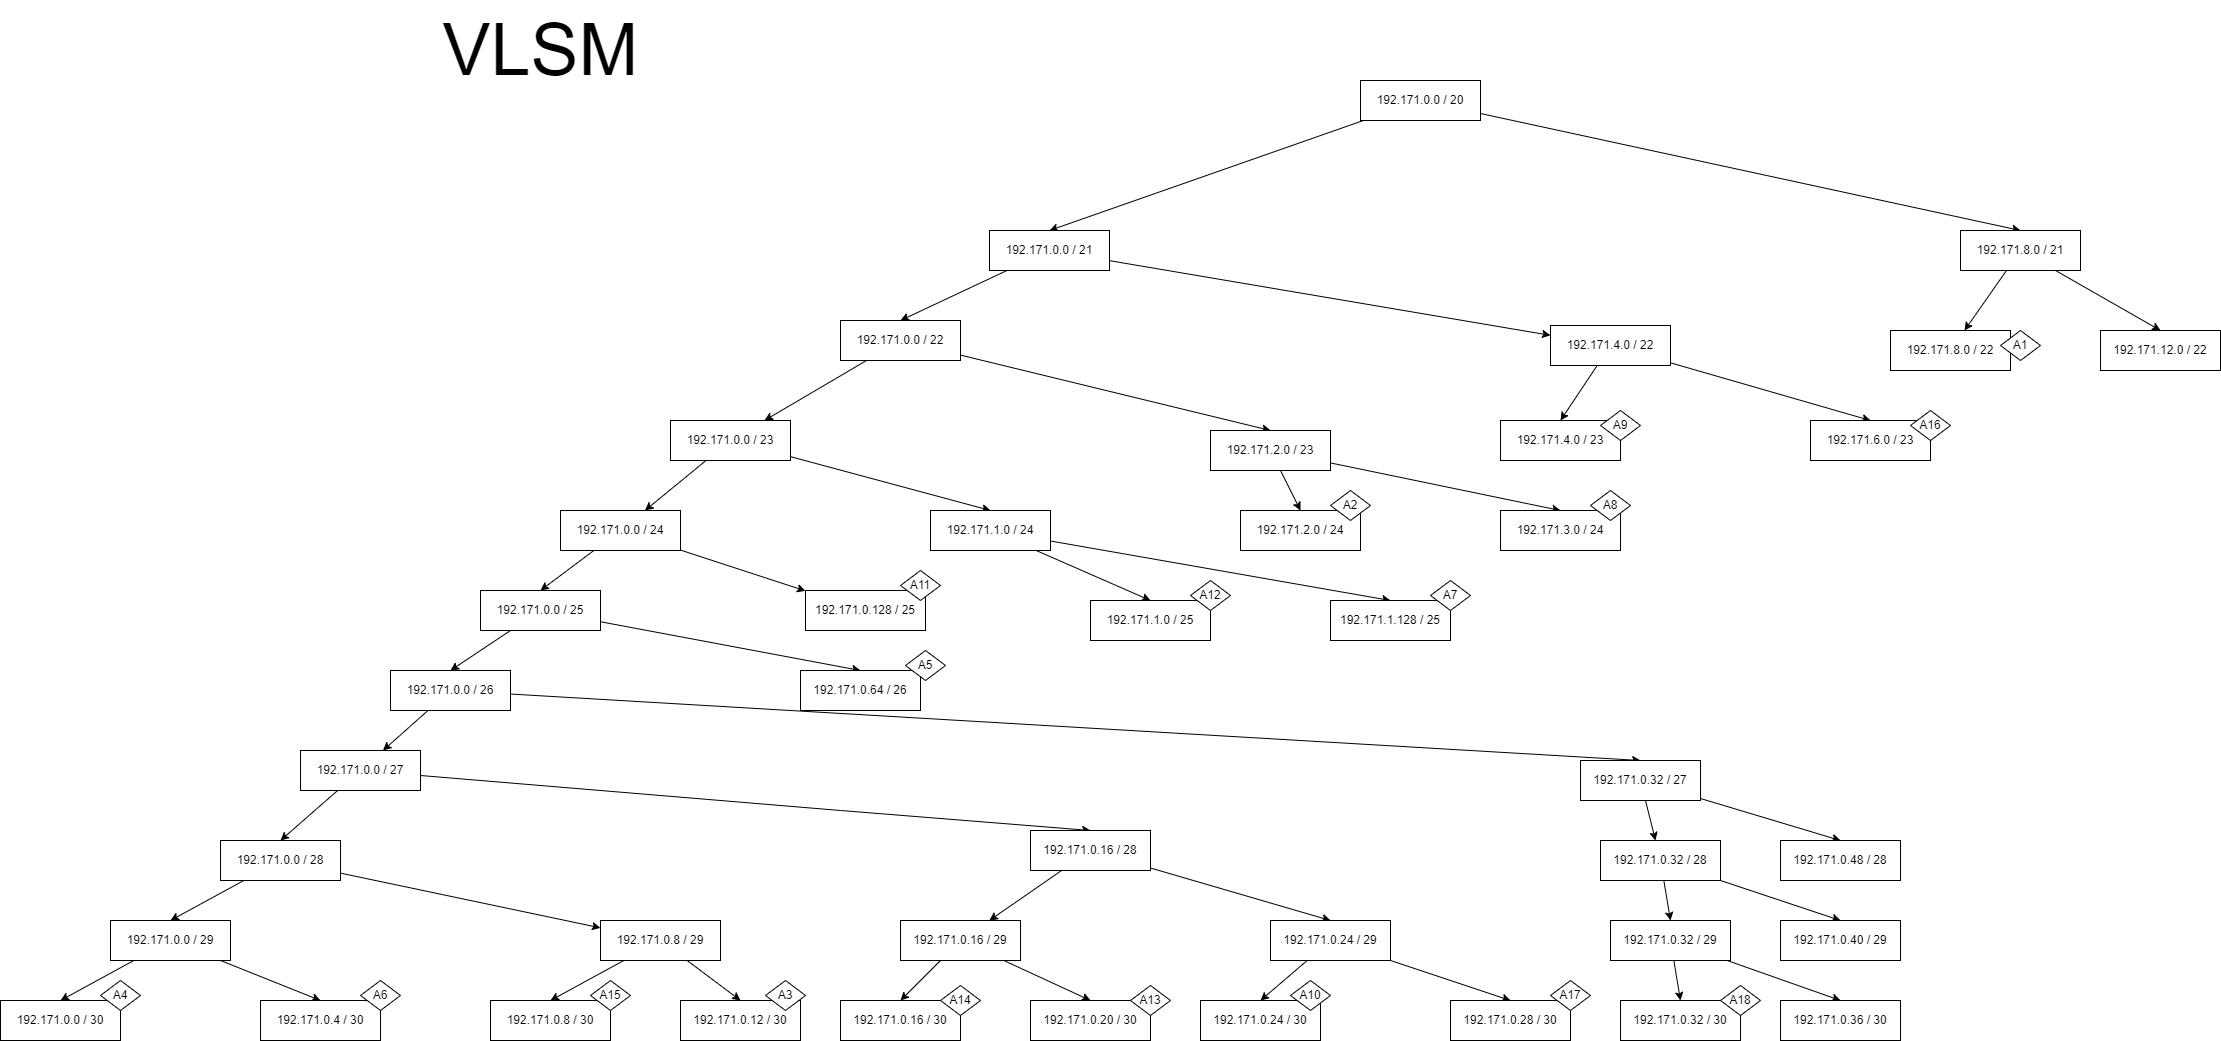 VLSM
192.171.0.0 / 20
192.171.0.0 / 21
192.171.8.0 / 21
192.171.0.0 / 22
192.171.4.0 / 22
192.171.8.0 / 22
A1
192.171.12.0 / 22
192.171.0.0 / 23
192.171.2.0 / 23
192.171.4.0 / 23
A9
192.171.6.0 / 23
A16
192.171.0.0 / 24
192.171.1.0 / 24
192.171.2.0 / 24
A2
192.171.3.0 / 24
A8
192.171.0.0 / 25
192.171.0.128 / 25
A11
192.171.1.0 / 25
A12
192.171.1.128 / 25
A7
192.171.0.0 / 26
192.171.0.64 / 26
A5
192.171.0.0 / 27
192.171.0.32 / 27
192.171.0.0 / 28
192.171.0.16 / 28
192.171.0.32 / 28
192.171.0.48 / 28
192.171.0.0 / 29
192.171.0.8 / 29
192.171.0.16 / 29
192.171.0.24 / 29
192.171.0.32 / 29
192.171.0.40 / 29
192.171.0.0 / 30
A4
192.171.0.4 / 30
A6
192.171.0.8 / 30
A15
192.171.0.12 / 30
A3
192.171.0.16 / 30
A14
192.171.0.20 / 30
A13
192.171.0.24 / 30
A10
192.171.0.28 / 30
A17
192.171.0.32 / 30
A18
192.171.0.36 / 30